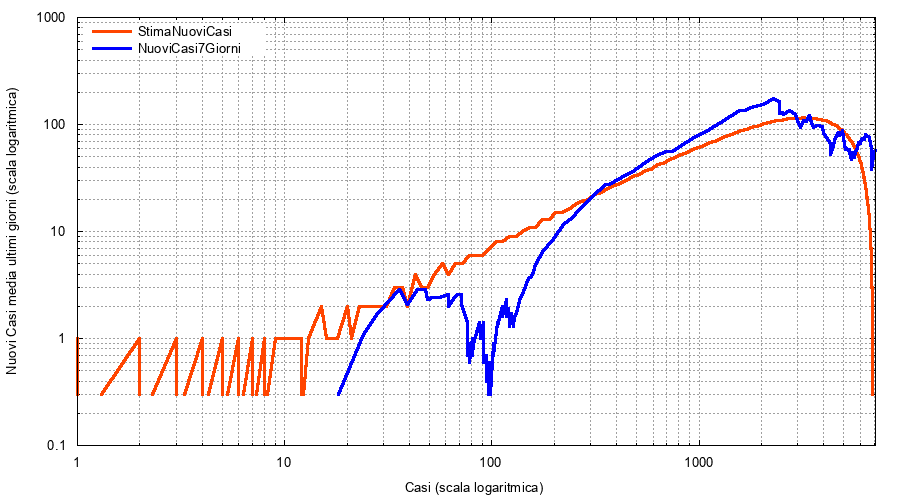 1000
StimaNuoviCasi
NuoviCasi7Giorni
100
10
1
0.1
1 10 100 1000
Nuovi Casi media ultimi giorni (scala logaritmica)
Casi (scala logaritmica)